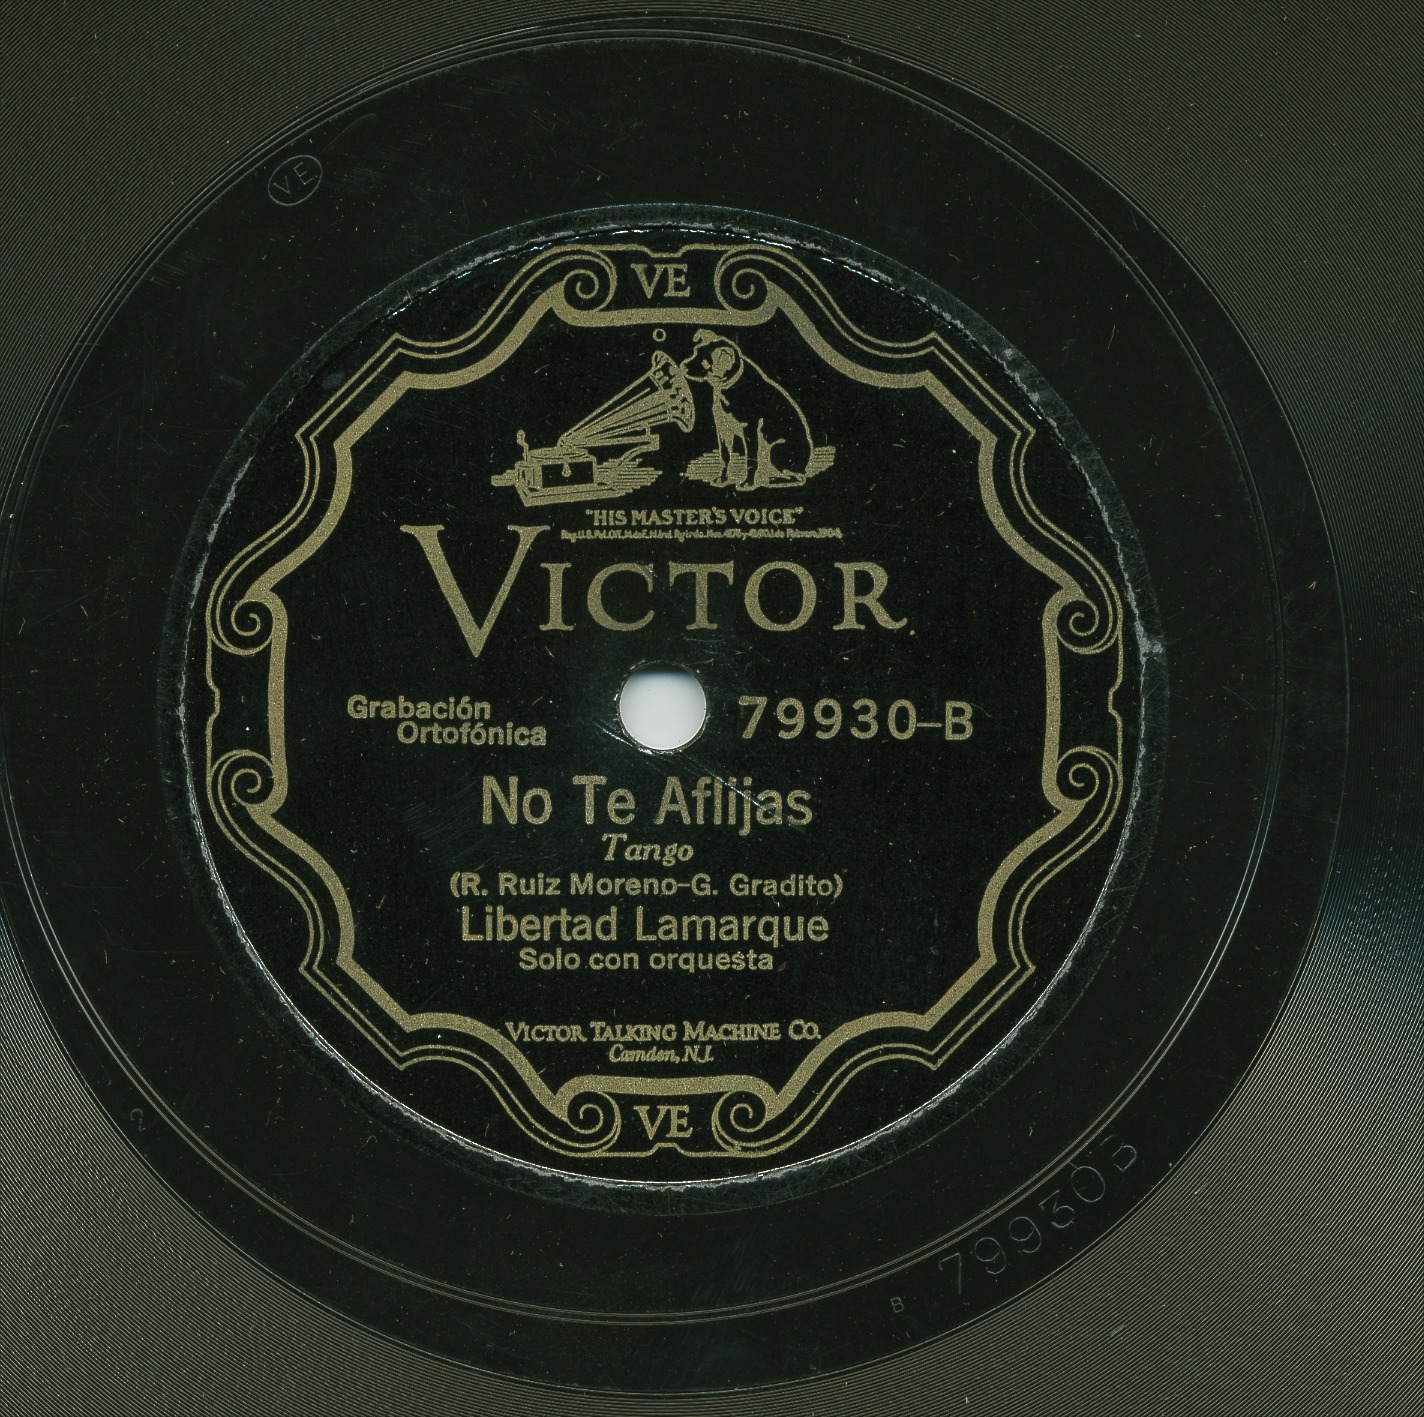 VE
VE
"HIS MASTER'S VOICE"
VICTOR
Grabación
Ortofónica
79930-B
No Te Aflijas
Tango
(R. Ruiz Moreno-G. Gradito)
Libertad Lamarque
Solo con orquesta
VICTOR TALKING MACHINE CO.
Camden, N.J.
VE
2
B
79930B